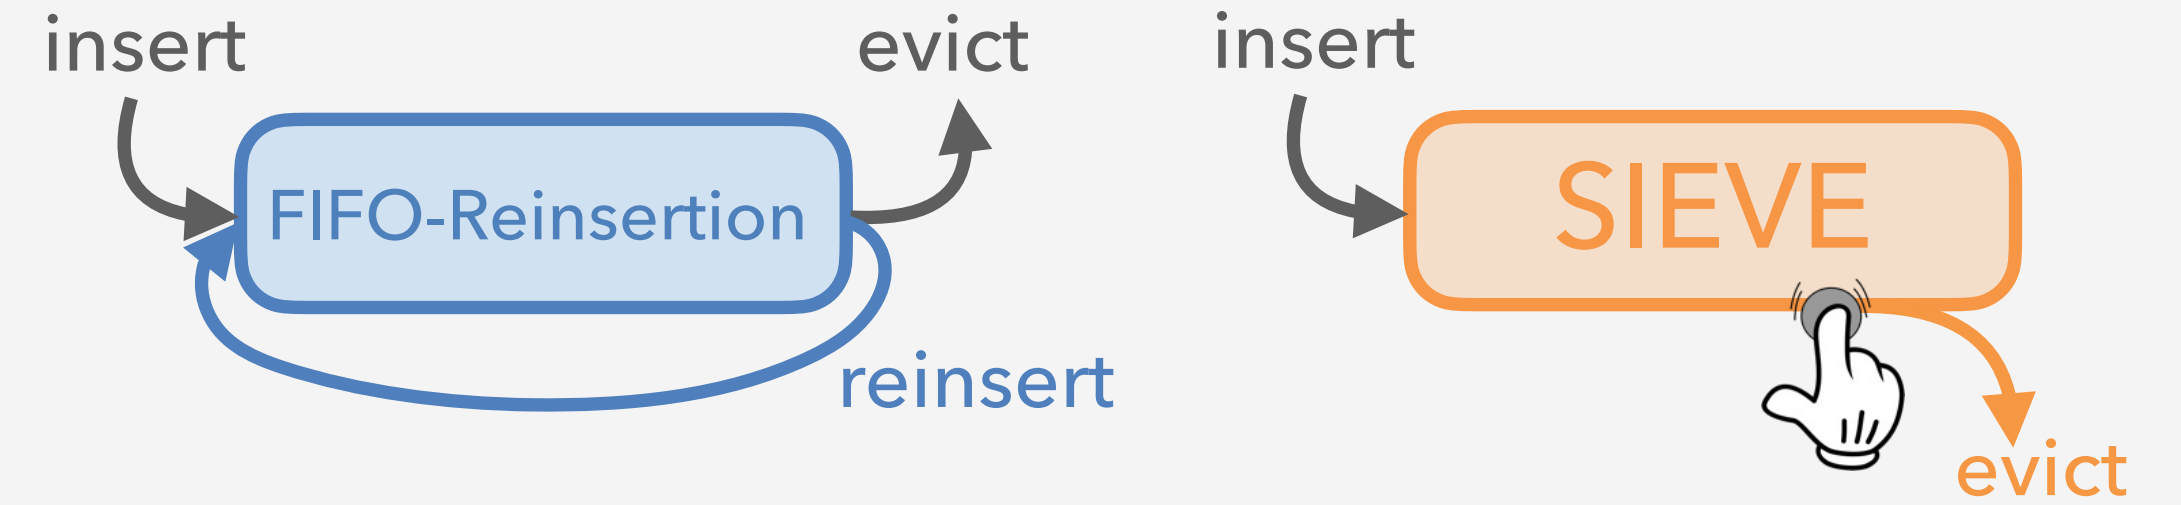 insert
evict
FIFO-Reinsertion
reinsert
insert
SIEVE
evict